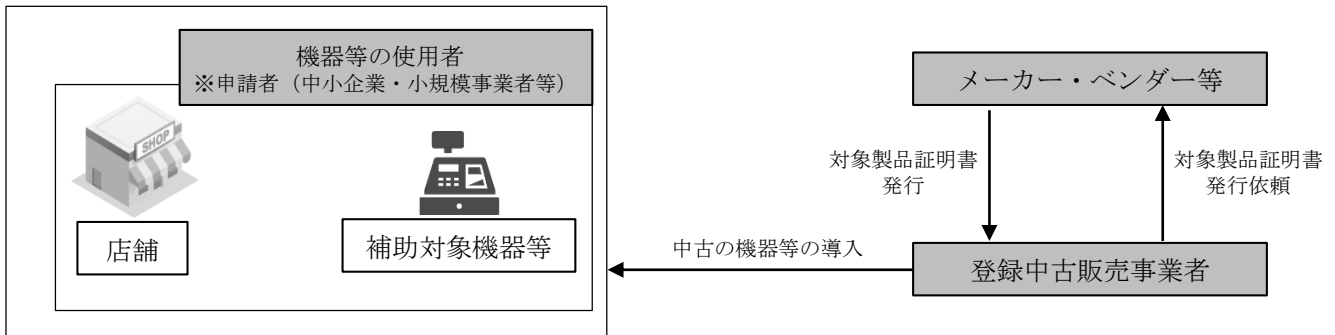 機器等の使用者
※申請者（中小企業・小規模事業者等）
SHOP
店舗
補助対象機器等
中古の機器等の導入
メーカー・ベンダー等
対象製品証明書
発行
対象製品証明書
発行依頼
登録中古販売事業者